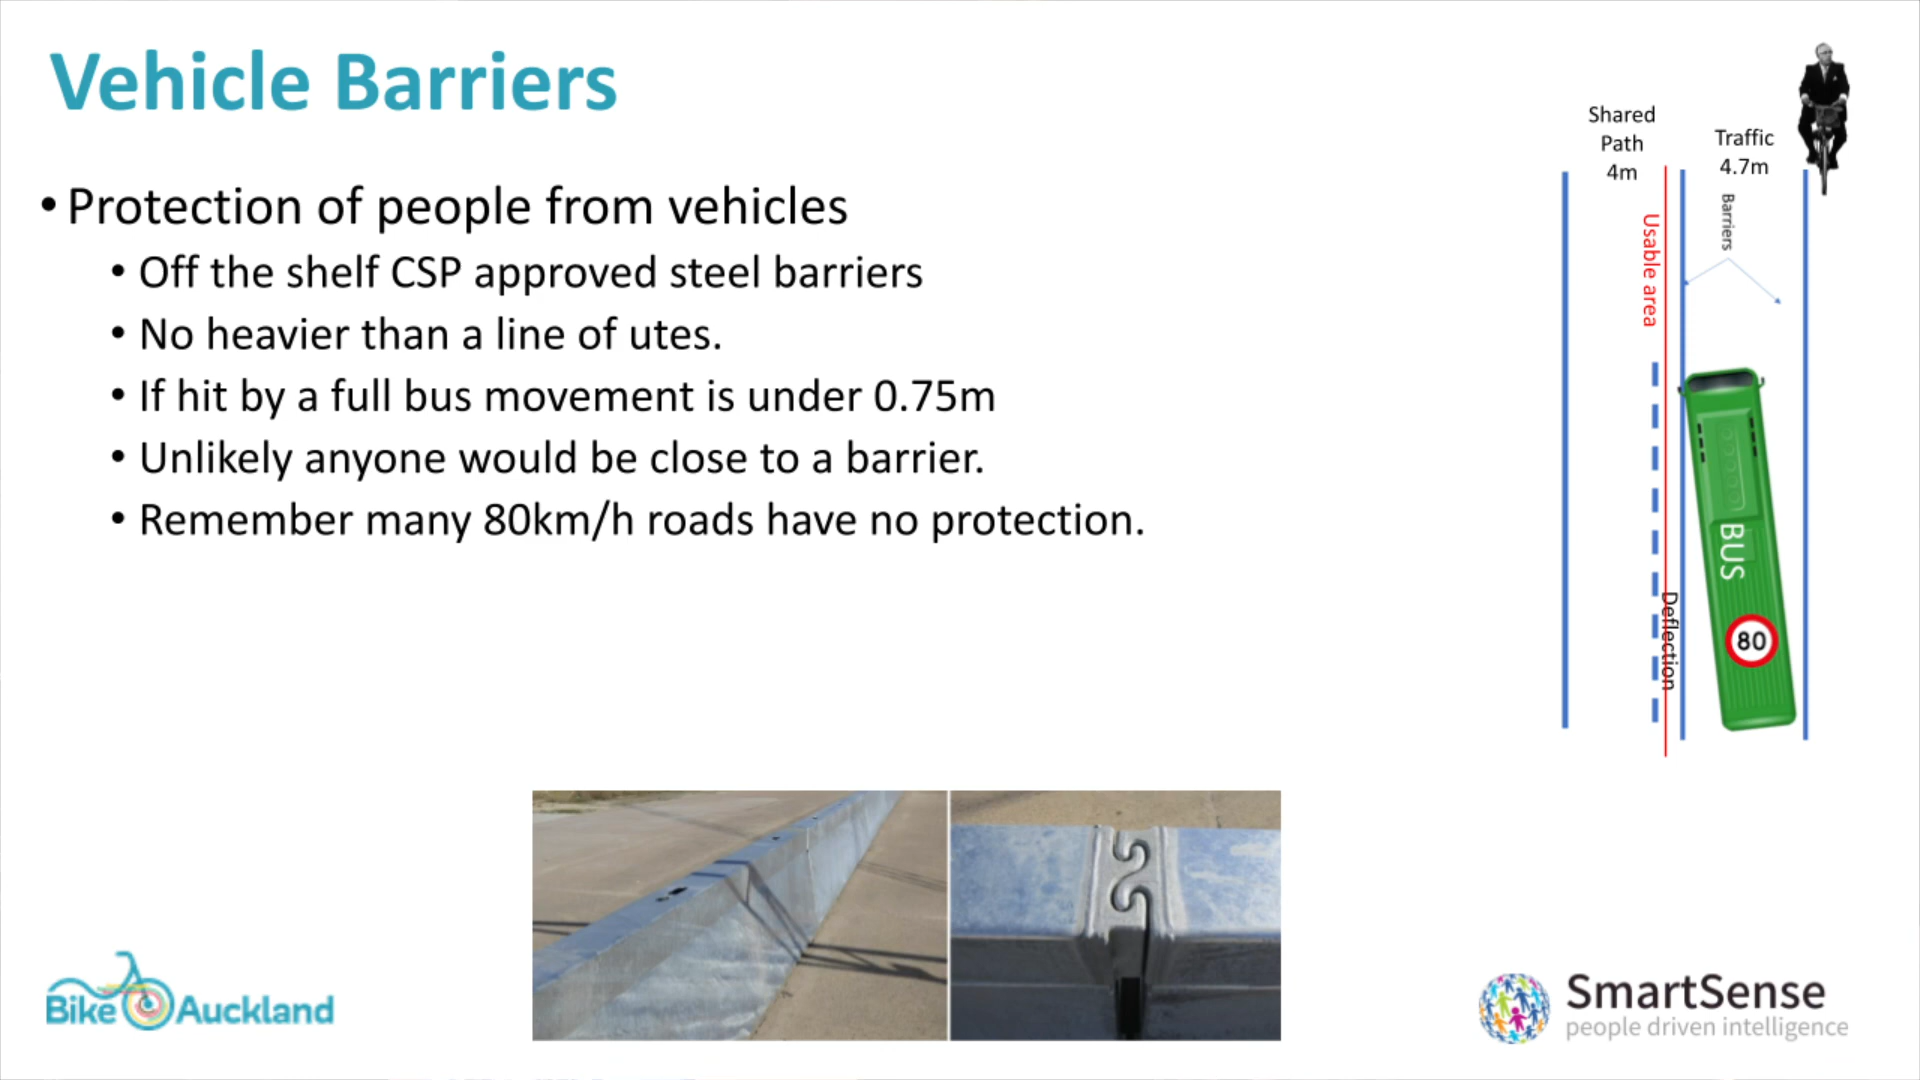 Vehicle Barriers
• Protection of people from vehicles
• Off the shelf CSP approved steel barriers
• No heavier than a line of utes.
• If hit by a full bus movement is under 0.75m
• Unlikely anyone would be close to a barrier.
• Remember many 80km/h roads have no protection.
Shared
Path
4m
Traffic
4.7m
Barriers
Usable area
BUS
80
Deflection
Bike Auckland
SmartSense
people driven intelligence